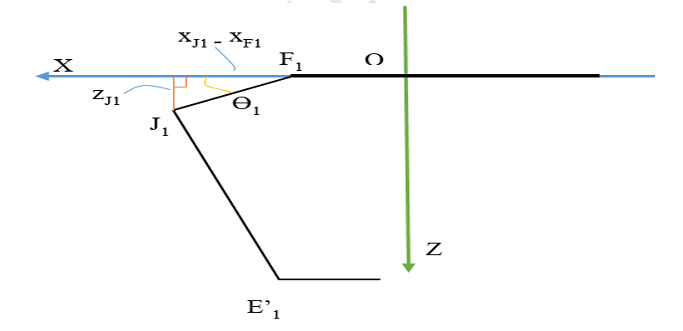 x_J1 - x_F1
X
F_1
O
z_J1
Θ_1
J_1
Z
E'_1